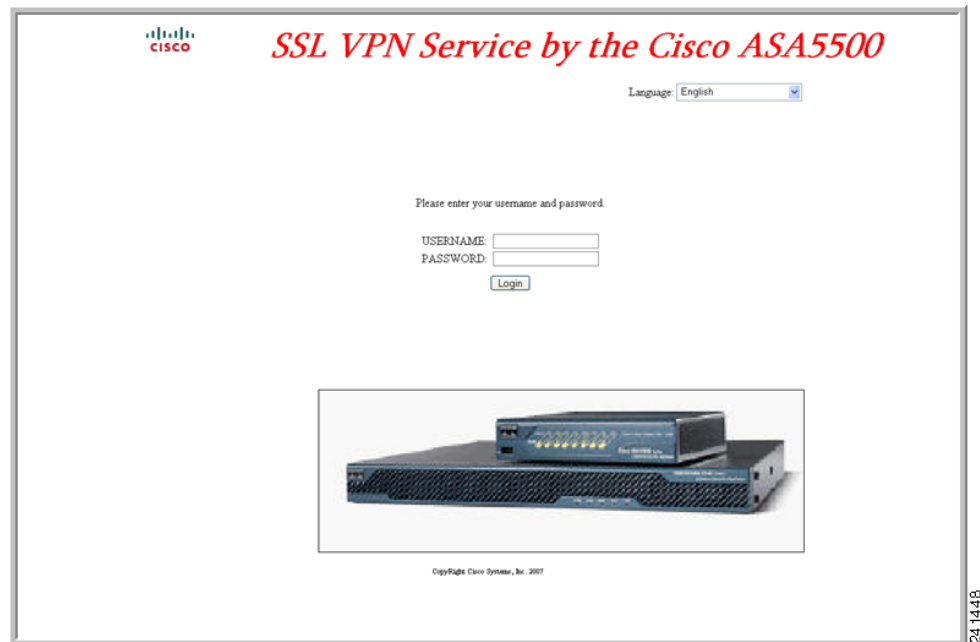 CISCO
SSL VPN Service by the Cisco ASA5500
Language: English
Please enter your username and password.
USERNAME:
PASSWORD:
Login
CopyRight Cisco Systems, Inc. 2007
241448